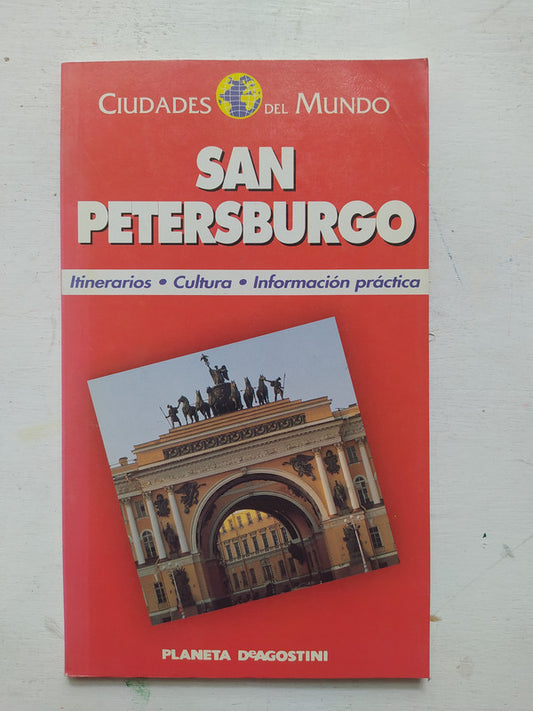 CIUDADES DEL MUNDO
SAN
PETERSBURGO
Itinerarios • Cultura • Información práctica
PLANETA DeAGOSTINI